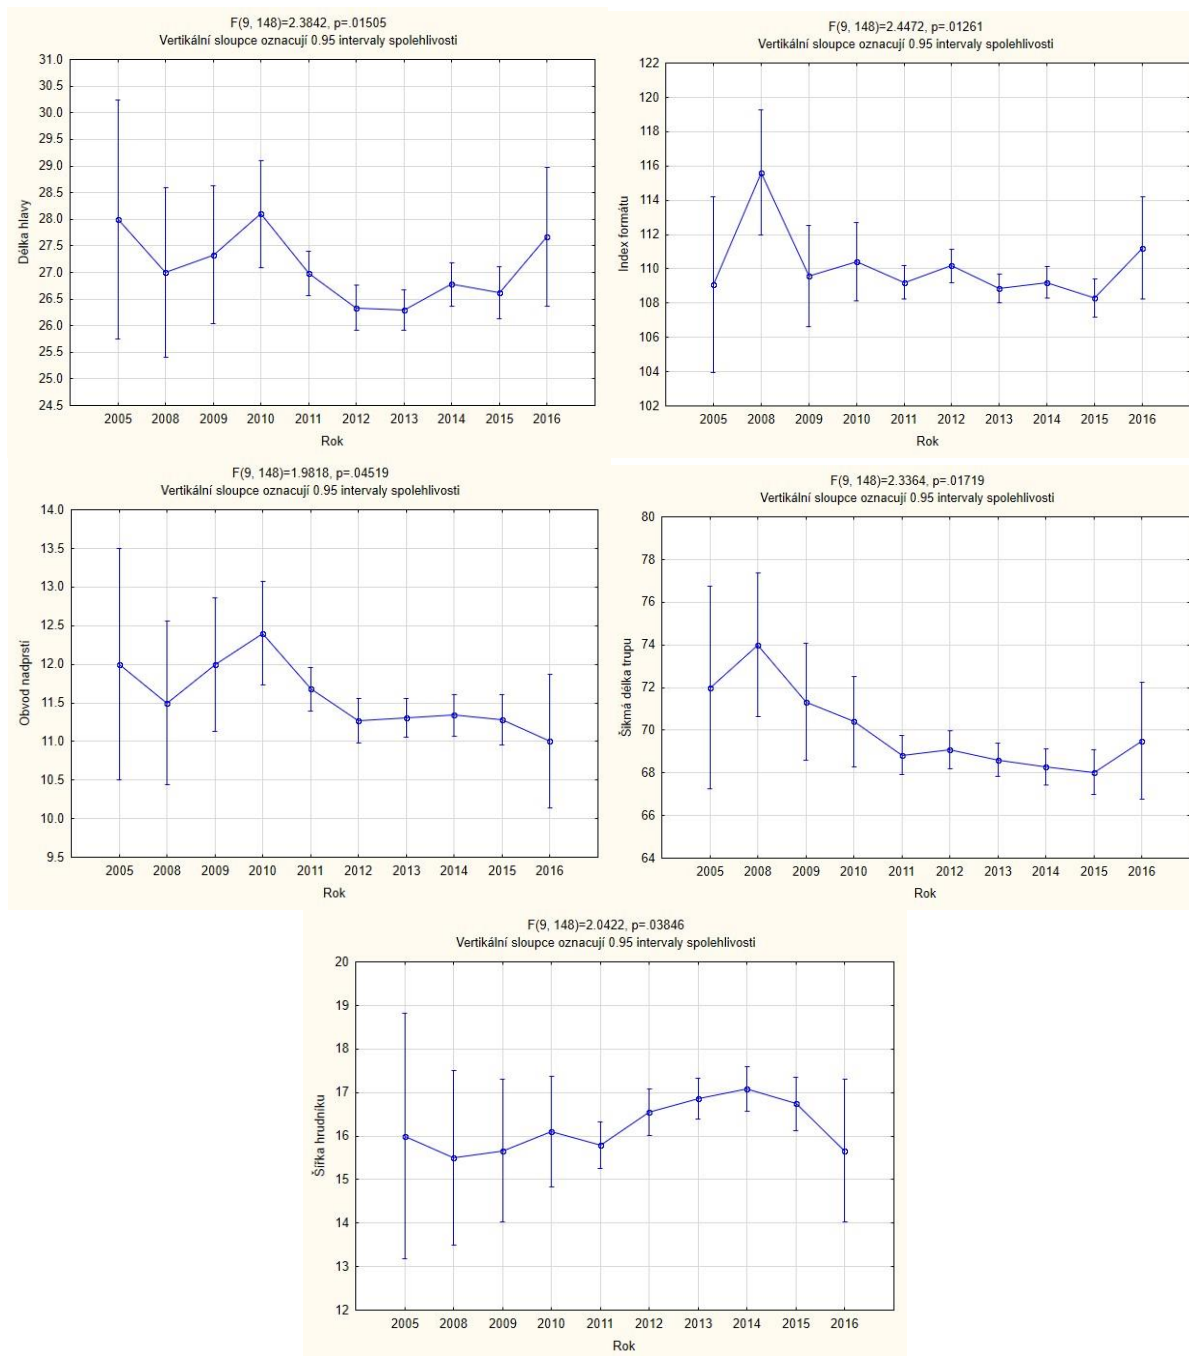 F(9, 148)=2.3842, p=.01505
Vertikální sloupce oznacují 0.95 intervaly spolehlivosti
31.0
30.5
30.0
29.5
29.0
28.5
28.0
27.5
27.0
26.5
26.0
25.5
25.0
24.5
Délka hlavy
2005 2008 2009 2010 2011 2012 2013 2014 2015 2016
Rok
F(9, 148)=2.4472, p=.01261
Vertikální sloupce oznacují 0.95 intervaly spolehlivosti
122
120
118
116
114
112
110
108
106
104
102
Index formátu
2005 2008 2009 2010 2011 2012 2013 2014 2015 2016
Rok
F(9, 148)=1.9818, p=.04519
Vertikální sloupce oznacují 0.95 intervaly spolehlivosti
14.0
13.5
13.0
12.5
12.0
11.5
11.0
10.5
10.0
9.5
Obvod nadprstí
2005 2008 2009 2010 2011 2012 2013 2014 2015 2016
Rok
F(9, 148)=2.3364, p=.01719
Vertikální sloupce oznacují 0.95 intervaly spolehlivosti
80
78
76
74
72
70
68
66
64
Šikmá délka trupu
2005 2008 2009 2010 2011 2012 2013 2014 2015 2016
Rok
F(9, 148)=2.0422, p=.03846
Vertikální sloupce oznacují 0.95 intervaly spolehlivosti
20
19
18
17
16
15
14
13
12
Šířka hrudníku
2005 2008 2009 2010 2011 2012 2013 2014 2015 2016
Rok